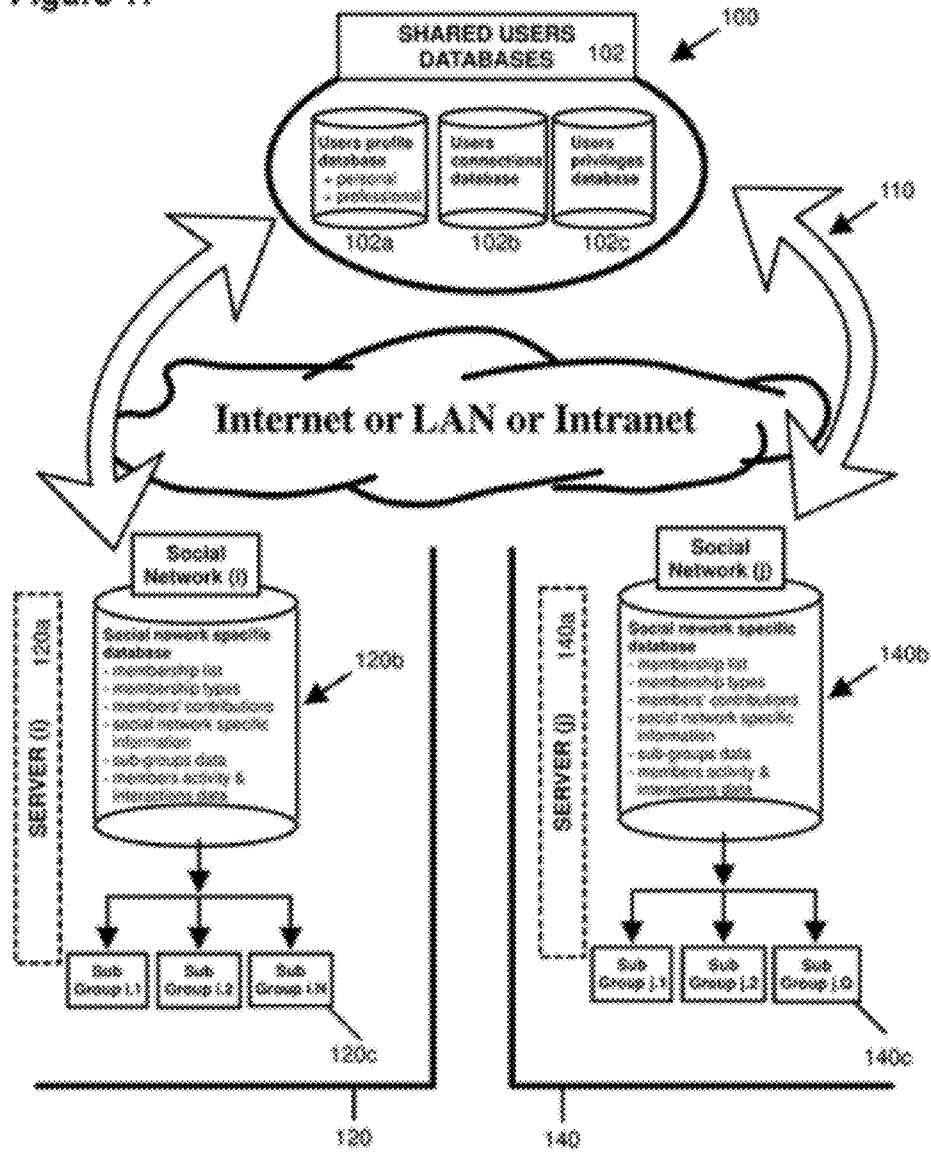 100
SHARED USERS
DATABASES 102
Users profile
database
+ personal
+ professional
Users
connections
database
Users
privileges
database
102a
102b
102c
110
Internet or LAN or Intranet
Social
Network (i)
SERVER (i) 120a
Social nework specific
database
- membership list
- membership types
- members' contributions
- social network specific
information
- sub-groups data
- members activity &
interactions data
120b
Sub
Group i.1
Sub
Group i.2
Sub
Group i.N
120c
120
Social
Network (j)
SERVER (j) 140a
Social nework specific
database
- membership list
- membership types
- members' contributions
- social network specific
information
- sub-groups data
- members activity &
interactions data
140b
Sub
Group j.1
Sub
Group j.2
Sub
Group j.Q
140c
140